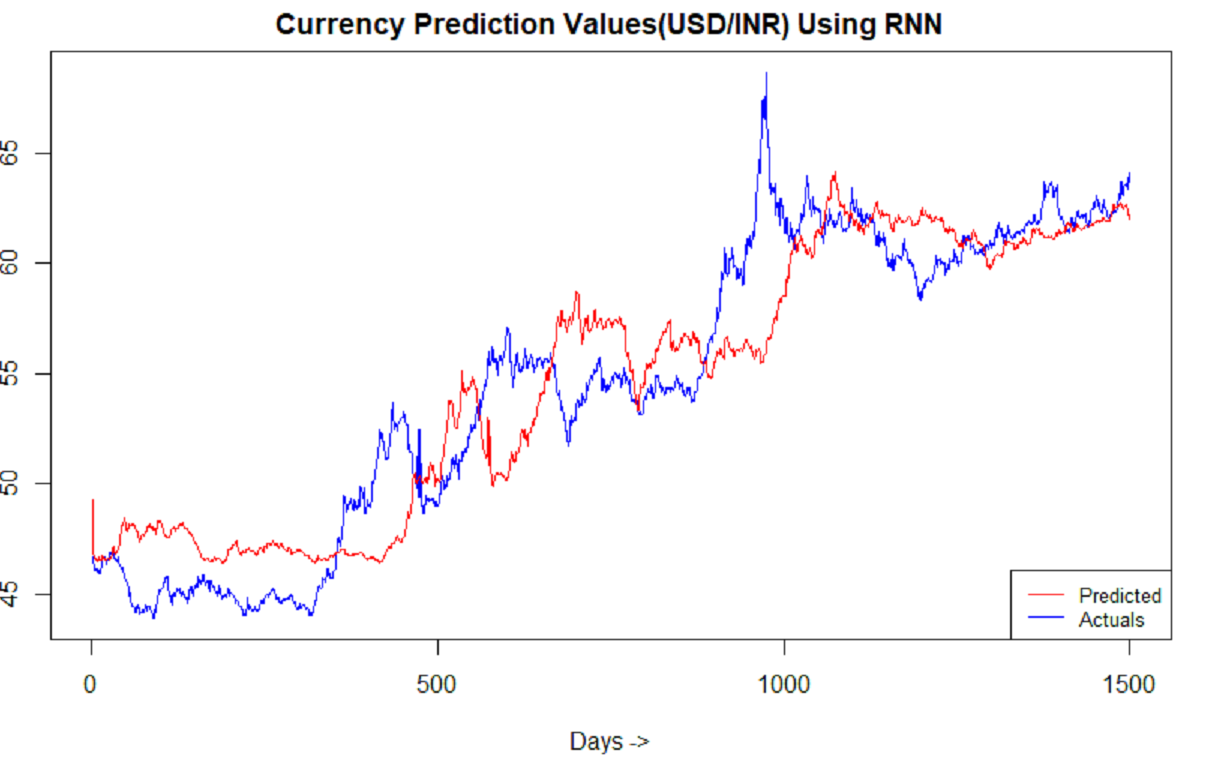 Currency Prediction Values(USD/INR) Using RNN
65
60
55
50
45
Predicted
Actuals
0 500 1000 1500
Days ->